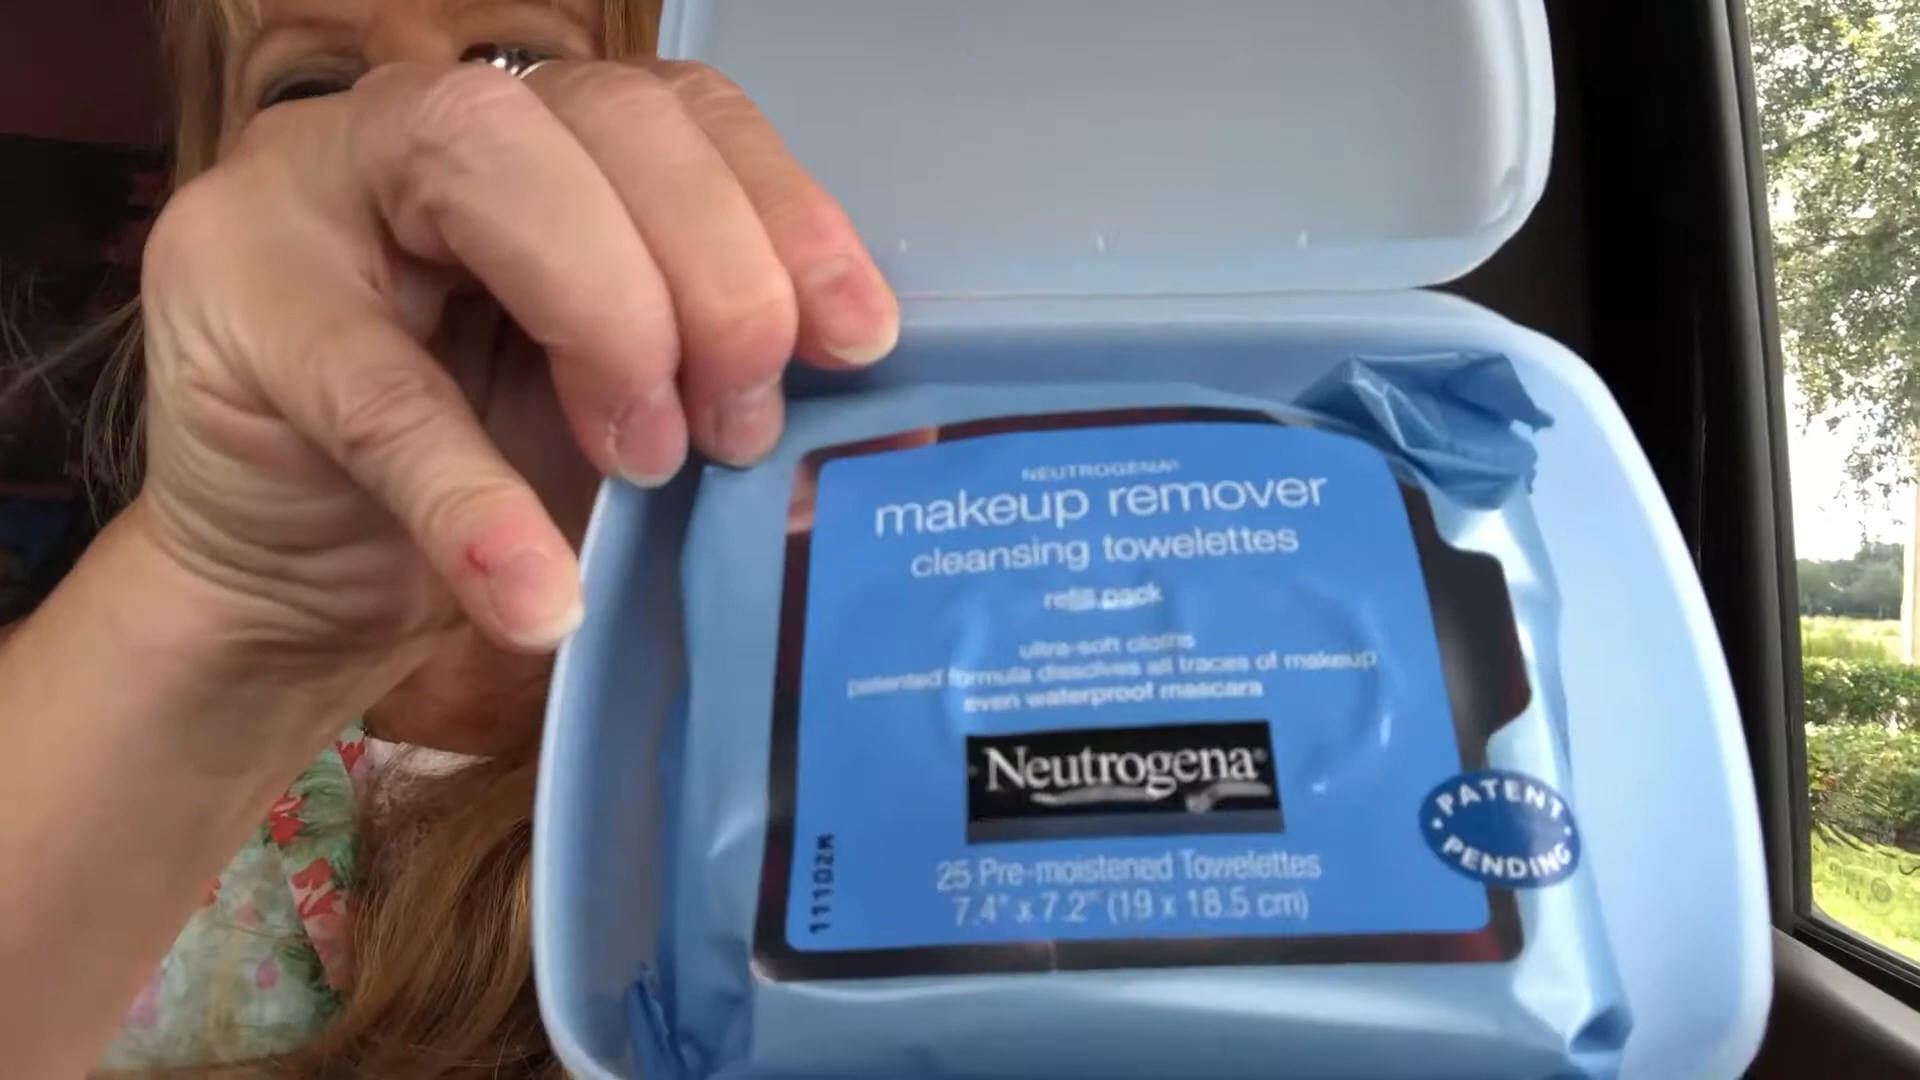 NEUTROGENA®
makeup remover
cleansing towelettes
refill pack
ultra-soft cloths
patented formula dissolves all traces of makeup
even waterproof mascara
Neutrogena®
25 Pre-moistened Towelettes
7.4" x 7.2" (19 x 18.5 cm)
PATENT
PENDING
11102R